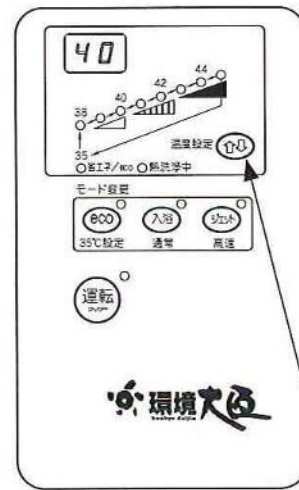 40
44
42
40
38
35
温度設定
省エネ/eco 熱洗浄中
モード変更
eco 入浴 ジェット
35℃設定 通常 高速
運転
環境大臣